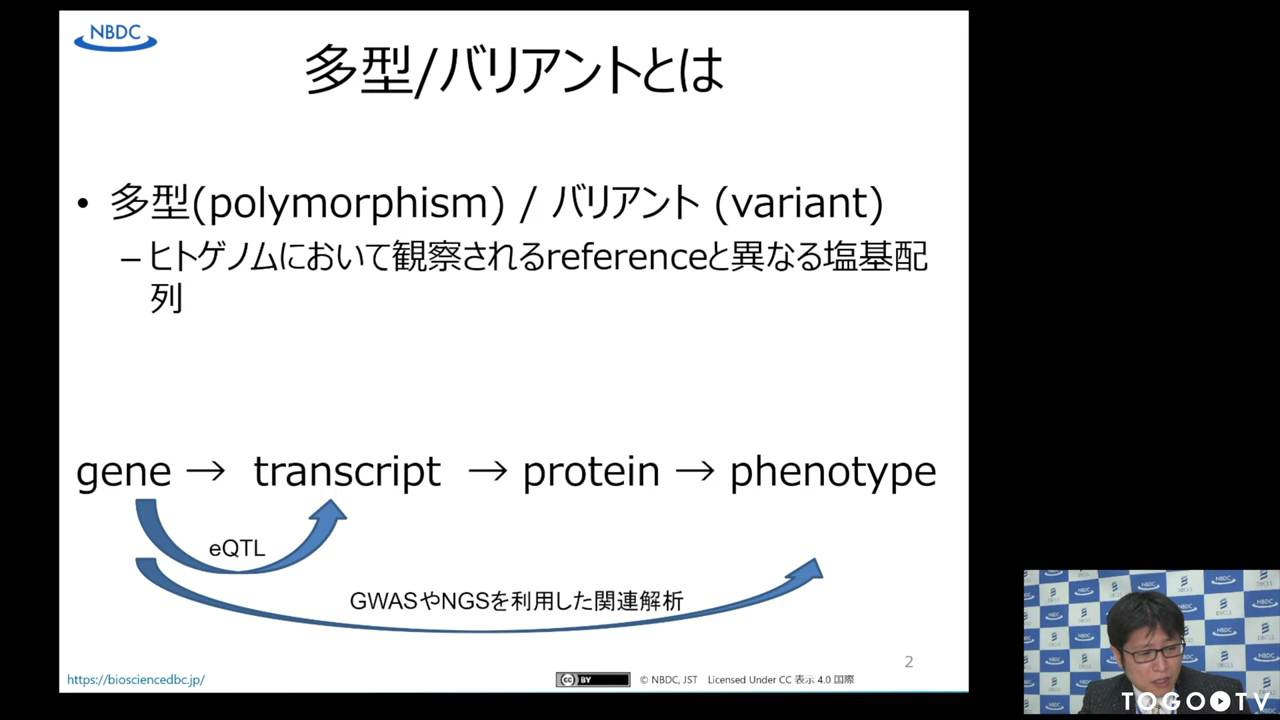 NBDC
多型/バリアントとは
• 多型(polymorphism) / バリアント (variant)
– ヒトゲノムにおいて観察されるreferenceと異なる塩基配
列
gene → transcript → protein → phenotype
eQTL
GWASやNGSを利用した関連解析
2
https://biosciencedbc.jp/
cc BY
© NBDC, JST Licensed Under CC 表示 4.0 国際
TOGOTV